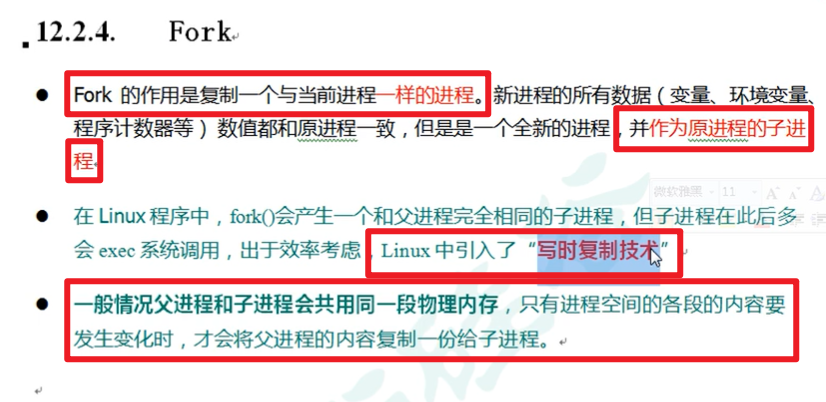 12.2.4. Fork
Fork 的作用是复制一个与当前进程一样的进程。新进程的所有数据（变量、环境变量、
程序计数器等） 数值都和原进程一致，但是是一个全新的进程，并作为原进程的子进
程
在 Linux 程序中，fork()会产生一个和父进程完全相同的子进程，但子进程在此后多
会 exec 系统调用，出于效率考虑，Linux 中引入了“写时复制技术”
一般情况父进程和子进程会共用同一段物理内存，只有进程空间的各段的内容要
发生变化时，才会将父进程的内容复制一份给子进程。
微软雅黑 11